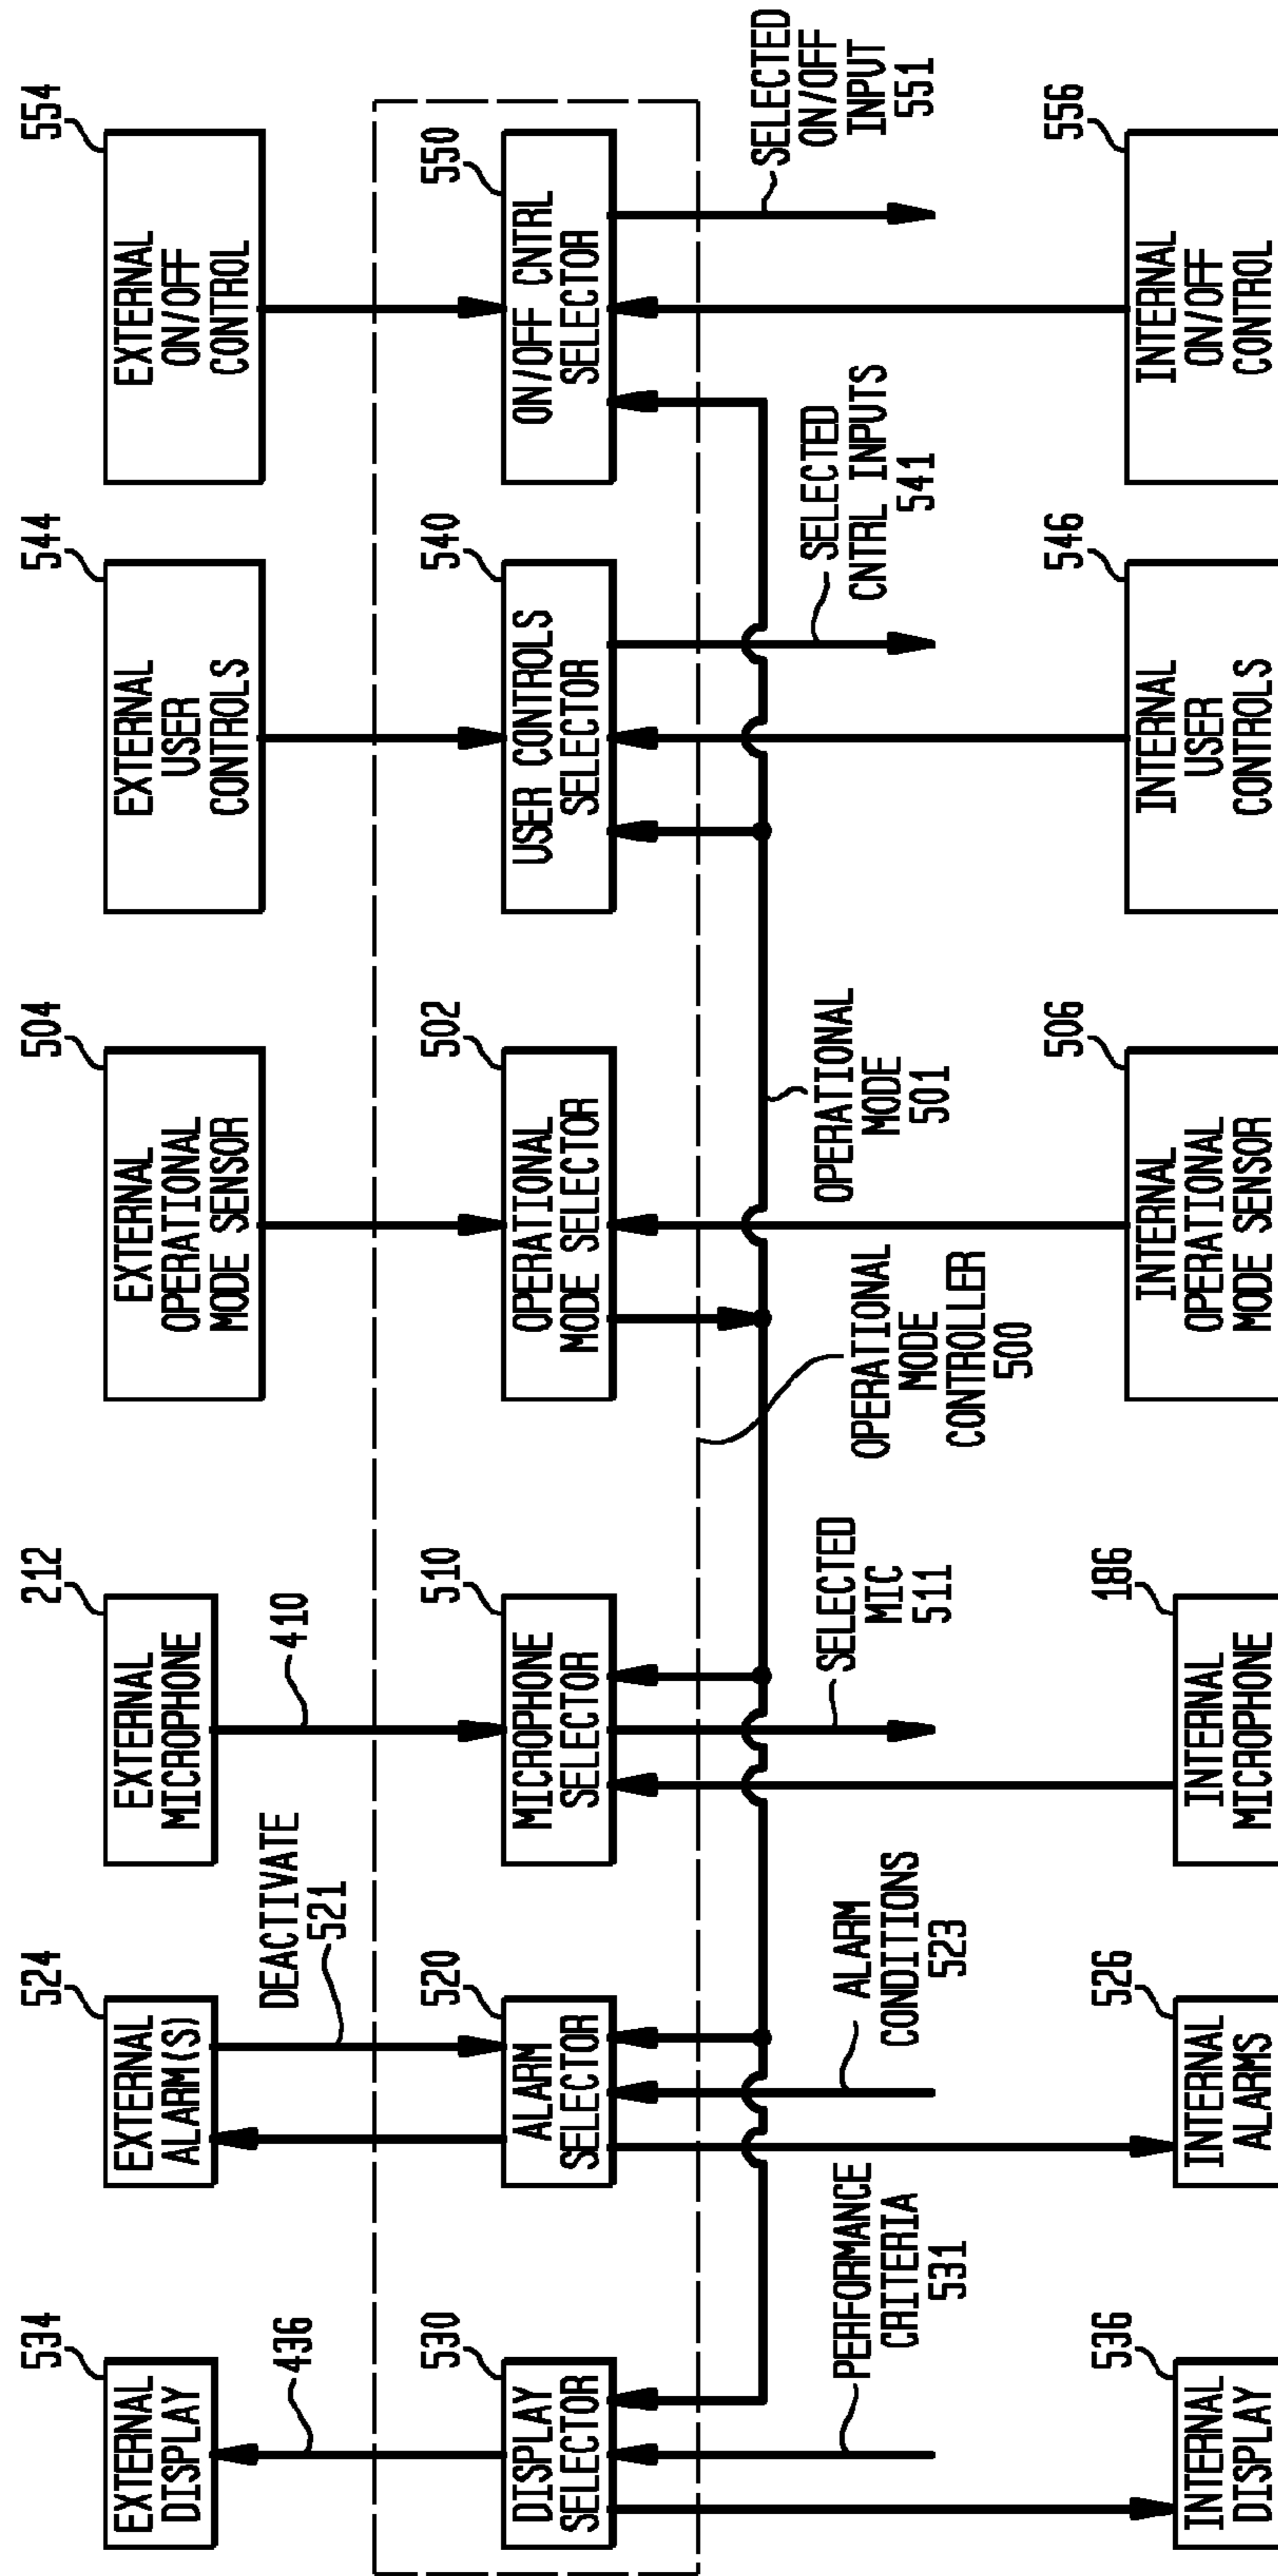 534
EXTERNAL
DISPLAY
436
524
EXTERNAL
ALARM(S)
DEACTIVATE
521
212
EXTERNAL
MICROPHONE
410
504
EXTERNAL
OPERATIONAL
MODE SENSOR
544
EXTERNAL
USER
CONTROLS
554
EXTERNAL
ON/OFF
CONTROL
530
DISPLAY
SELECTOR
520
ALARM
SELECTOR
510
MICROPHONE
SELECTOR
502
OPERATIONAL
MODE SELECTOR
540
USER CONTROLS
SELECTOR
550
ON/OFF CNTRL
SELECTOR
PERFORMANCE
CRITERIA
531
ALARM
CONDITIONS
523
SELECTED
MIC
511
OPERATIONAL
MODE
CONTROLLER
500
OPERATIONAL
MODE
501
SELECTED
CNTRL INPUTS
541
SELECTED
ON/OFF
INPUT
551
536
INTERNAL
DISPLAY
526
INTERNAL
ALARMS
186
INTERNAL
MICROPHONE
506
INTERNAL
OPERATIONAL
MODE SENSOR
546
INTERNAL
USER
CONTROLS
556
INTERNAL
ON/OFF
CONTROL